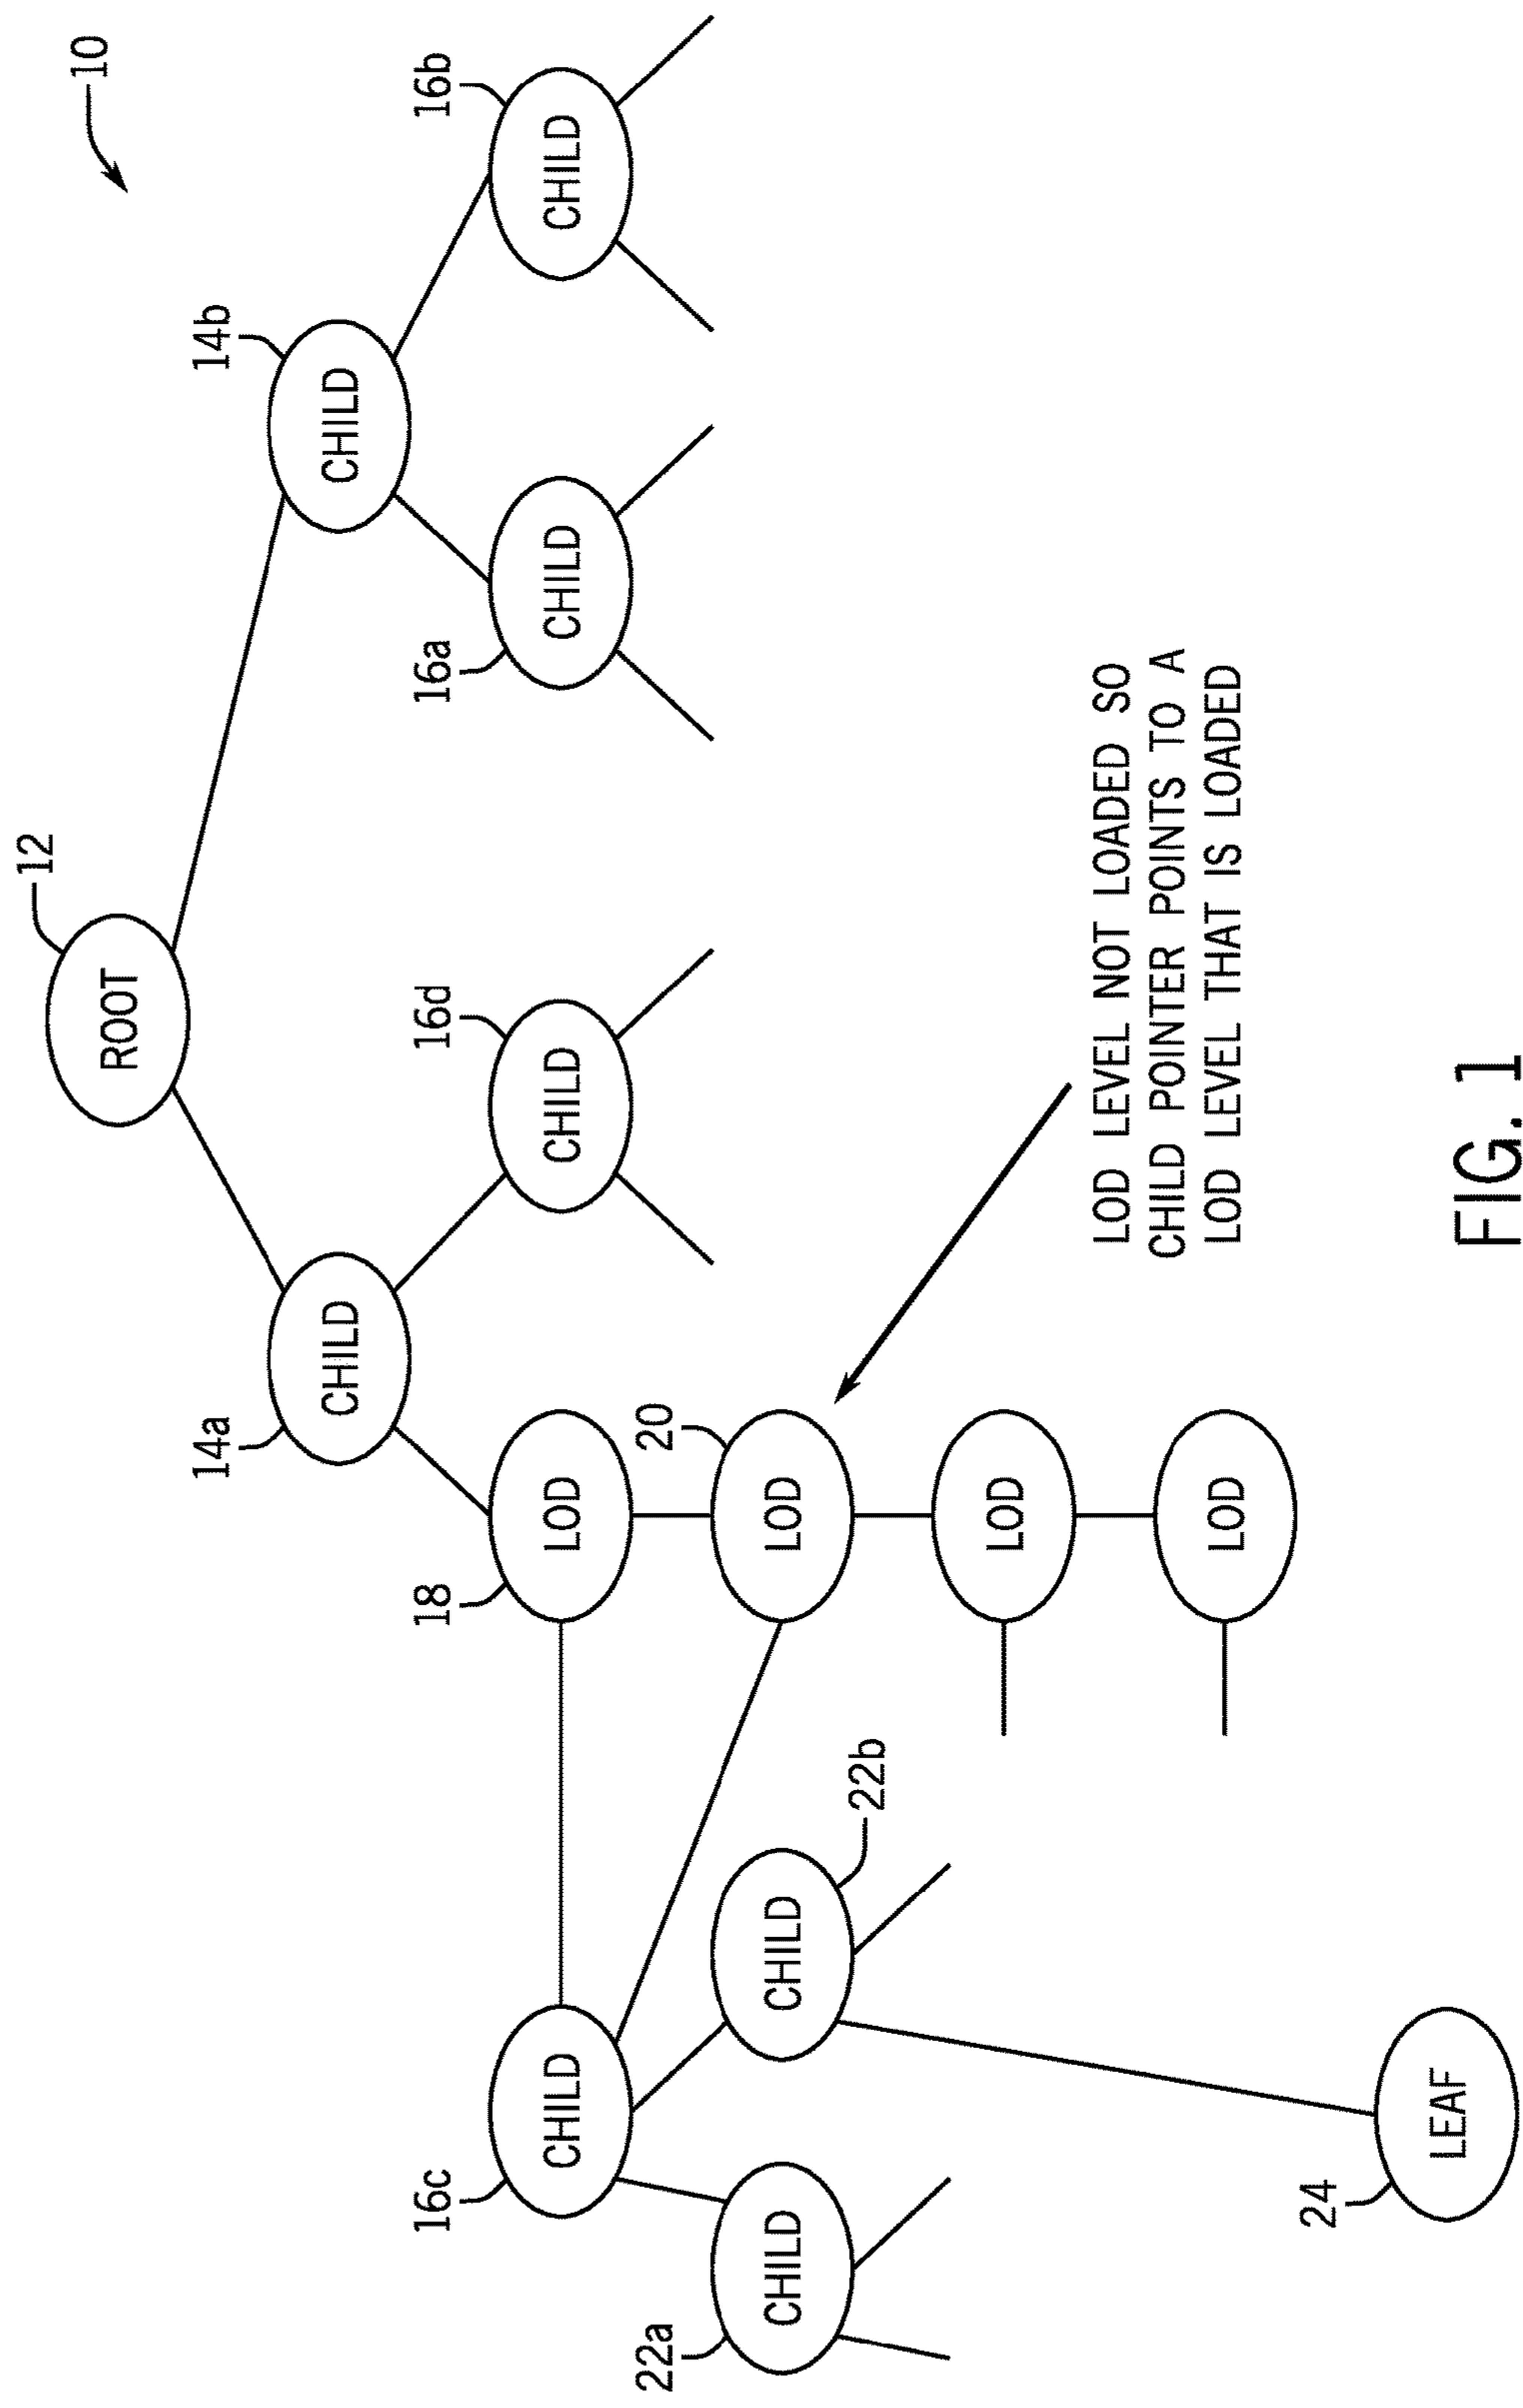 10
12
ROOT
14a
CHILD
14b
CHILD
16c
CHILD
18
LOD
16d
CHILD
16a
CHILD
16b
CHILD
22a
CHILD
CHILD
22b
20
LOD
LOD
LOD
24
LEAF
LOD LEVEL NOT LOADED SO
CHILD POINTER POINTS TO A
LOD LEVEL THAT IS LOADED
FIG. 1